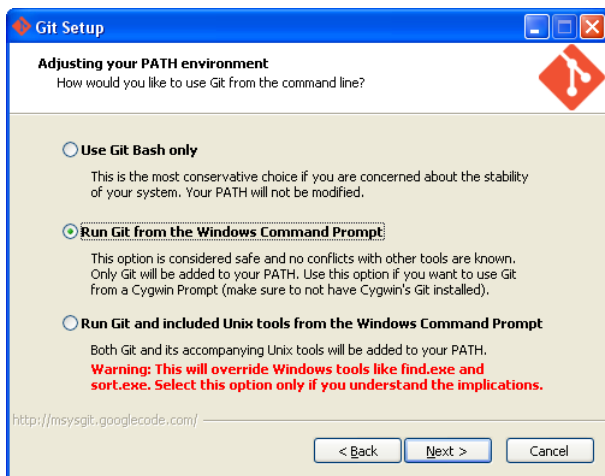 Git Setup
Adjusting your PATH environment
How would you like to use Git from the command line?
Use Git Bash only
This is the most conservative choice if you are concerned about the stability
of your system. Your PATH will not be modified.
Run Git from the Windows Command Prompt
This option is considered safe and no conflicts with other tools are known.
Only Git will be added to your PATH. Use this option if you want to use Git
from a Cygwin Prompt (make sure to not have Cygwin's Git installed).
Run Git and included Unix tools from the Windows Command Prompt
Both Git and its accompanying Unix tools will be added to your PATH.
Warning: This will override Windows tools like find.exe and
sort.exe. Select this option only if you understand the implications.
http://msysgit.googlecode.com/
< Back
Next >
Cancel